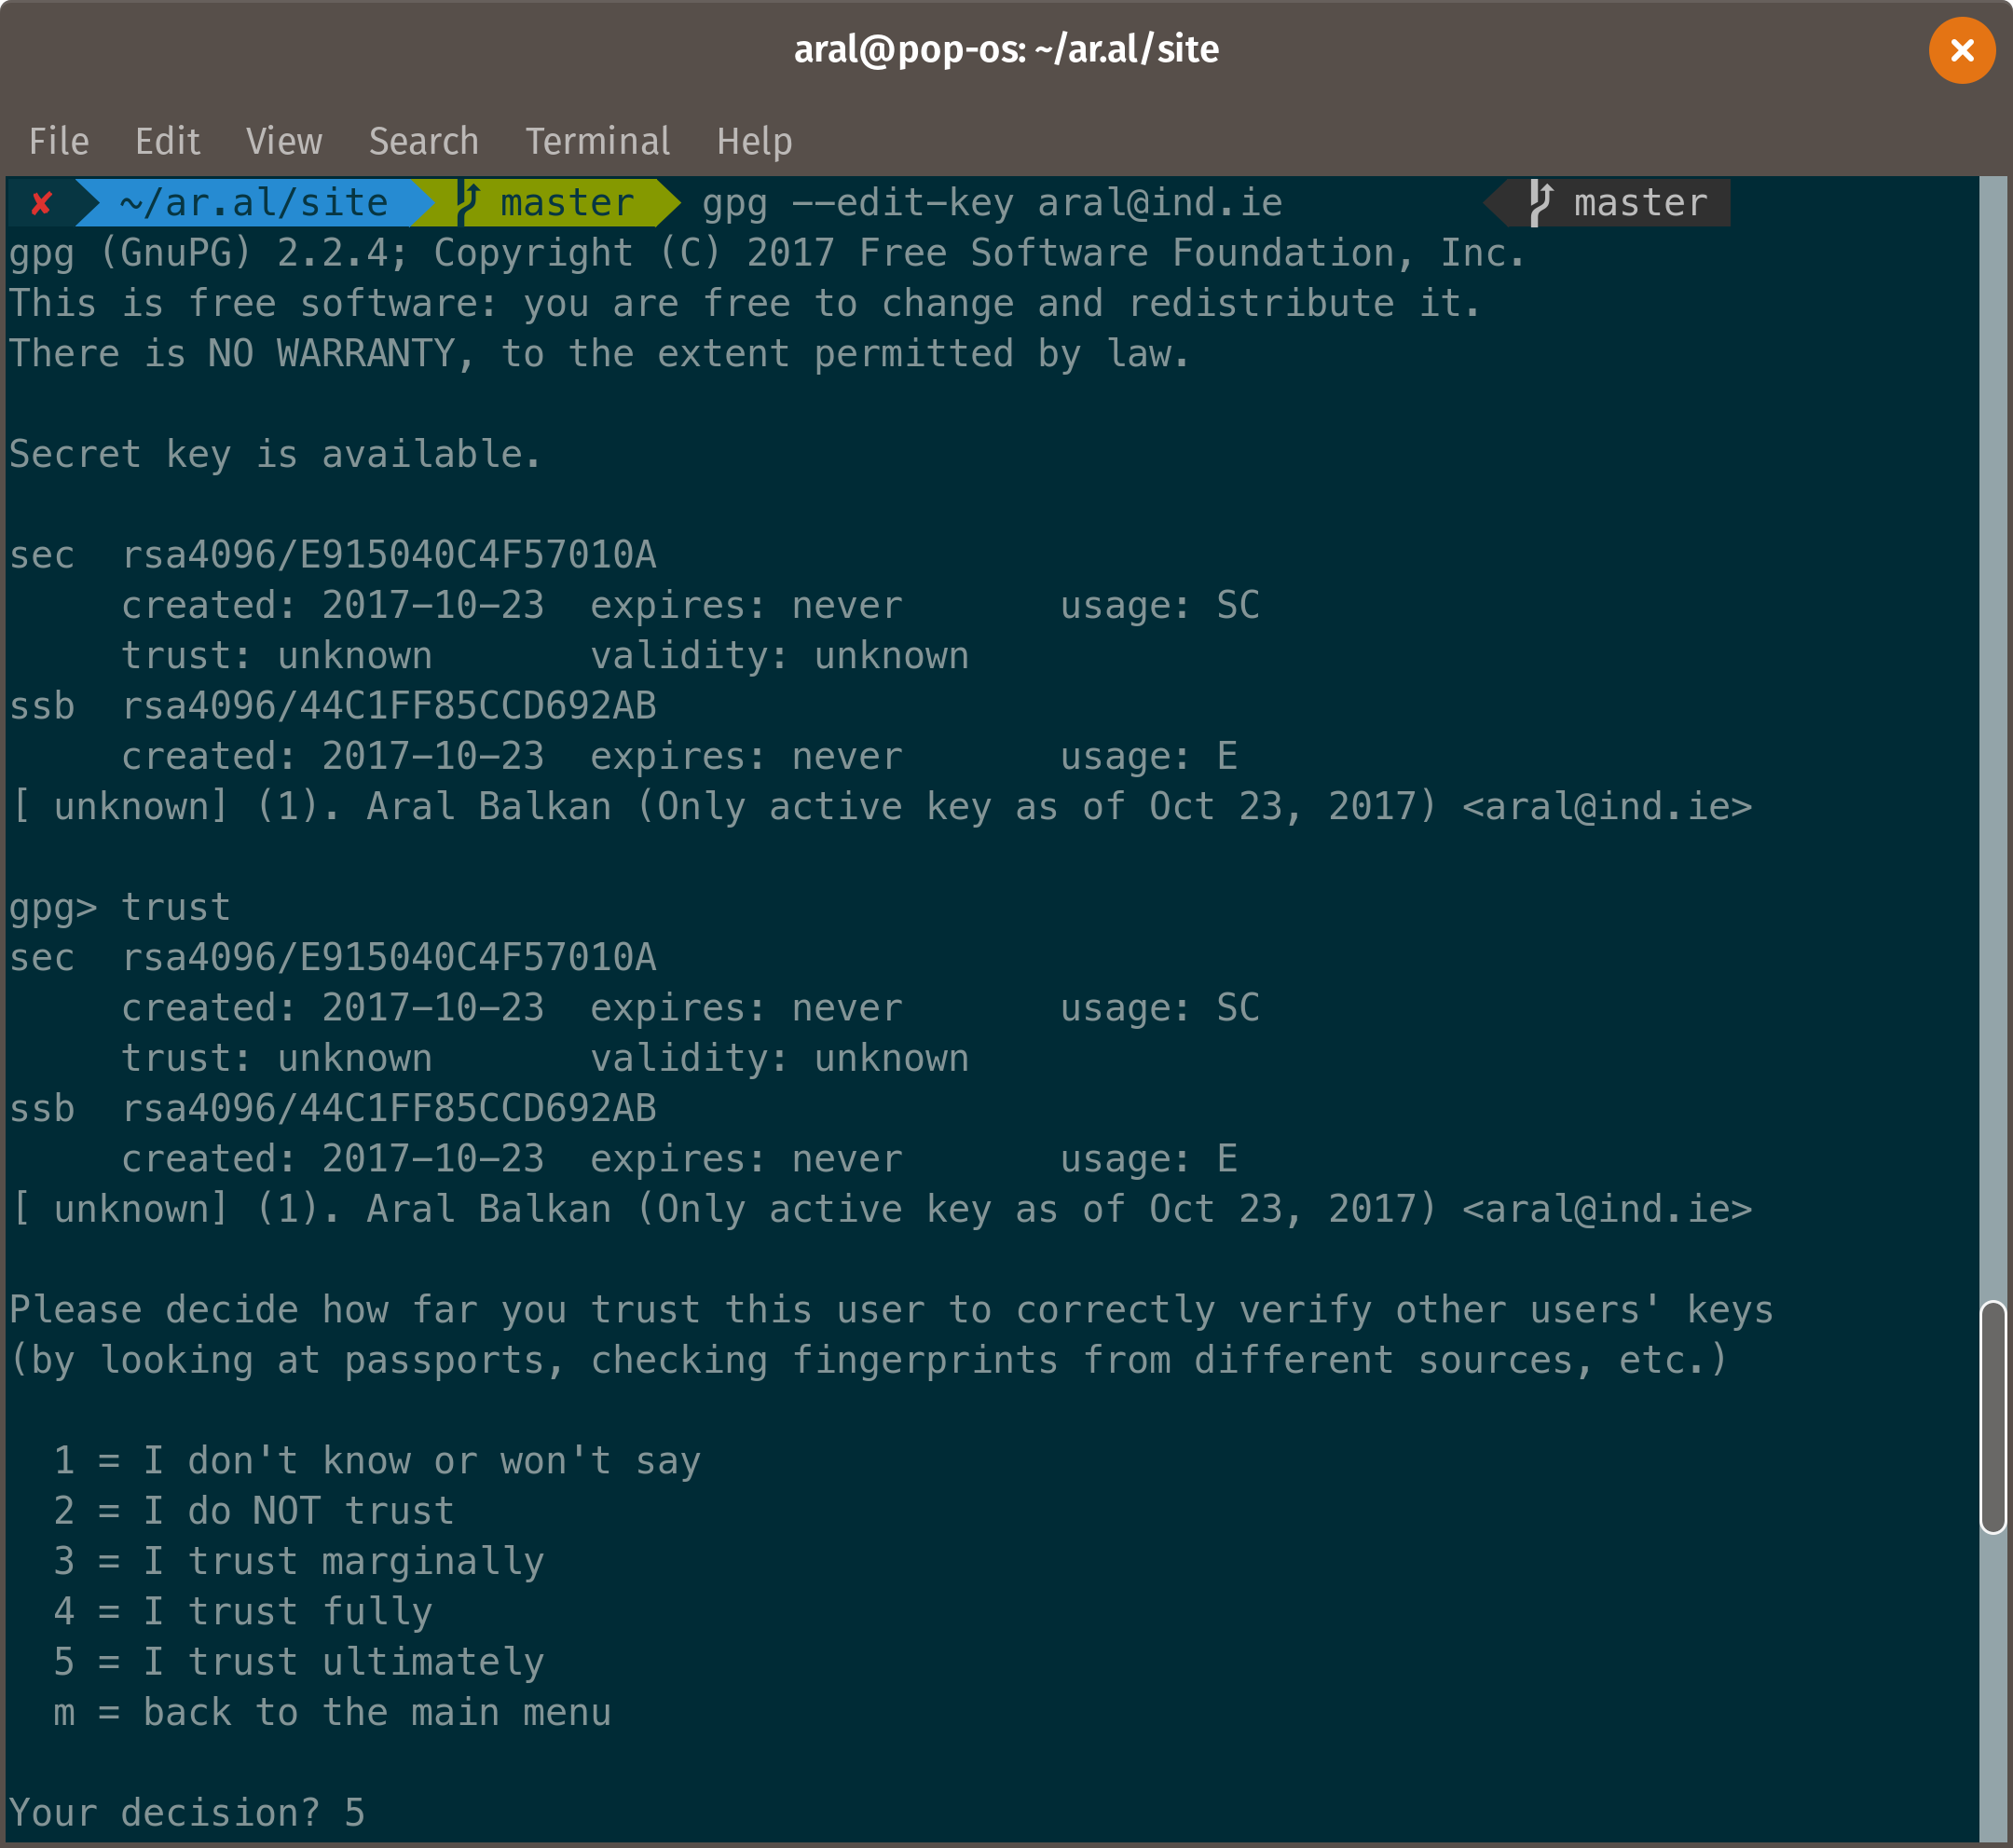 aral@pop-os: ~/ar.al/site
File Edit View Search Terminal Help
✘ ~/ar.al/site master gpg --edit-key aral@ind.ie master
gpg (GnuPG) 2.2.4; Copyright (C) 2017 Free Software Foundation, Inc.
This is free software: you are free to change and redistribute it.
There is NO WARRANTY, to the extent permitted by law.
Secret key is available.
sec  rsa4096/E915040C4F57010A
     created: 2017-10-23  expires: never       usage: SC
     trust: unknown       validity: unknown
ssb  rsa4096/44C1FF85CCD692AB
     created: 2017-10-23  expires: never       usage: E
[ unknown] (1). Aral Balkan (Only active key as of Oct 23, 2017) <aral@ind.ie>
gpg> trust
sec  rsa4096/E915040C4F57010A
     created: 2017-10-23  expires: never       usage: SC
     trust: unknown       validity: unknown
ssb  rsa4096/44C1FF85CCD692AB
     created: 2017-10-23  expires: never       usage: E
[ unknown] (1). Aral Balkan (Only active key as of Oct 23, 2017) <aral@ind.ie>
Please decide how far you trust this user to correctly verify other users' keys
(by looking at passports, checking fingerprints from different sources, etc.)
  1 = I don't know or won't say
  2 = I do NOT trust
  3 = I trust marginally
  4 = I trust fully
  5 = I trust ultimately
  m = back to the main menu
Your decision? 5